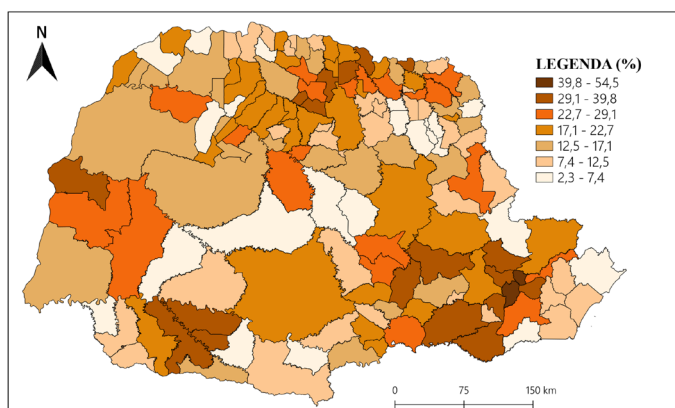 N
LEGENDA (%)
39,8 - 54,5
29,1 - 39,8
22,7 - 29,1
17,1 - 22,7
12,5 - 17,1
7,4 - 12,5
2,3 - 7,4
0 75 150 km